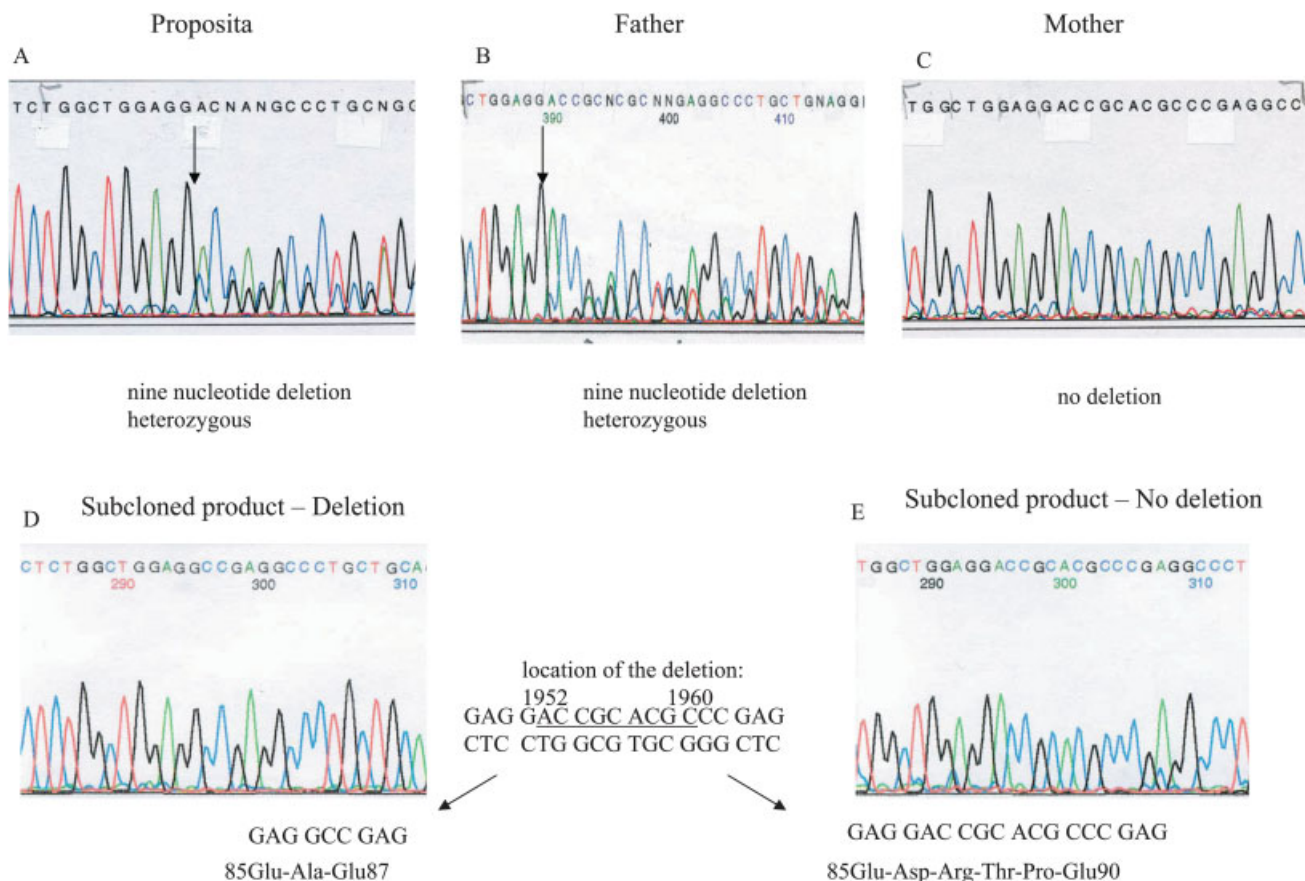 Proposita
Father
Mother
A
B
C
TCTGGCTGGAGGACNANGCCCTGCNGC
CTGGAGGACCGCNCGCNNGAGGCCCTGCTGNAGG
390 400 410
TGGCTGGAGGACCGCACGCCCGAGGCC
nine nucleotide deletion
heterozygous
nine nucleotide deletion
heterozygous
no deletion
D
Subcloned product – Deletion
E
Subcloned product – No deletion
CTCTGGCTGGAGGCCGAGGCCCTGCTGCA
290 300 310
TGGCTGGAGGACCGCACGCCCGAGGCCCT
290 300 310
location of the deletion:
1952 1960
GAG GAC CGC ACGC CC GAG
CTC CTG GCG TGC GGG CTC
GAG GCC GAG
85Glu-Ala-Glu87
GAG GAC CGC ACG CCC GAG
85Glu-Asp-Arg-Thr-Pro-Glu90